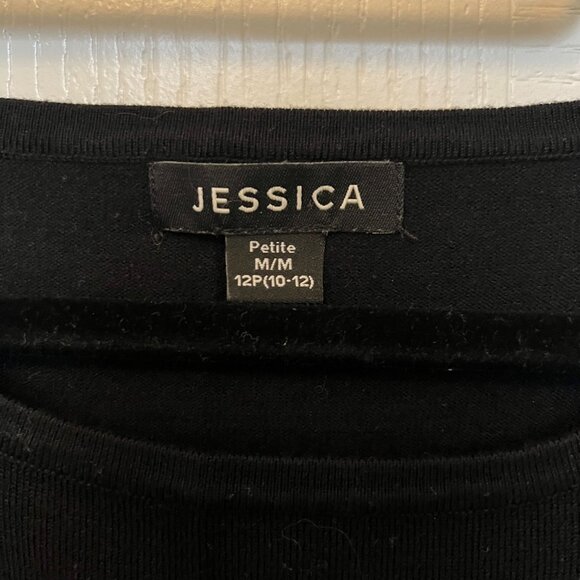 JESSICA
Petite
M/M
12P(10-12)